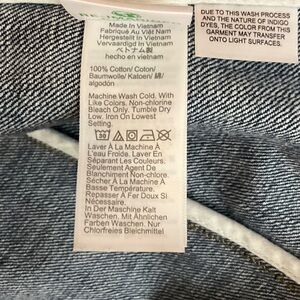 Made In Vietnam
Fabriqué Au Viêt Nam
Hergestellt in Vietnam
Vervaardigd In Vietnam
ベトナム製
hecho en vietnam
100% Cotton/ Coton/
Baumwolle/ Katoen/ 綿/
algodón
Machine Wash Cold. With
Like Colors. Non-chlorine
Bleach Only. Tumble Dry
Low. Iron On Lowest
Setting.
30
Laver À La Machine À
L'eau Froide. Laver En
Séparant Les Couleurs.
Seulement Agent De
Blanchiment Non-chlore.
Séchage À La Machine À
Basse Température.
Repasser À Fer Doux Si
Nécessaire.
In Der Maschine Kalt
Waschen. Mit Ähnlichen
Farben Waschen. Nur
Chlorfreies Bleichmittel
DUE TO THIS WASH PROCESS
AND THE NATURE OF INDIGO
DYES, THE COLOR FROM THIS
GARMENT MAY TRANSFER
ONTO LIGHT SURFACES.